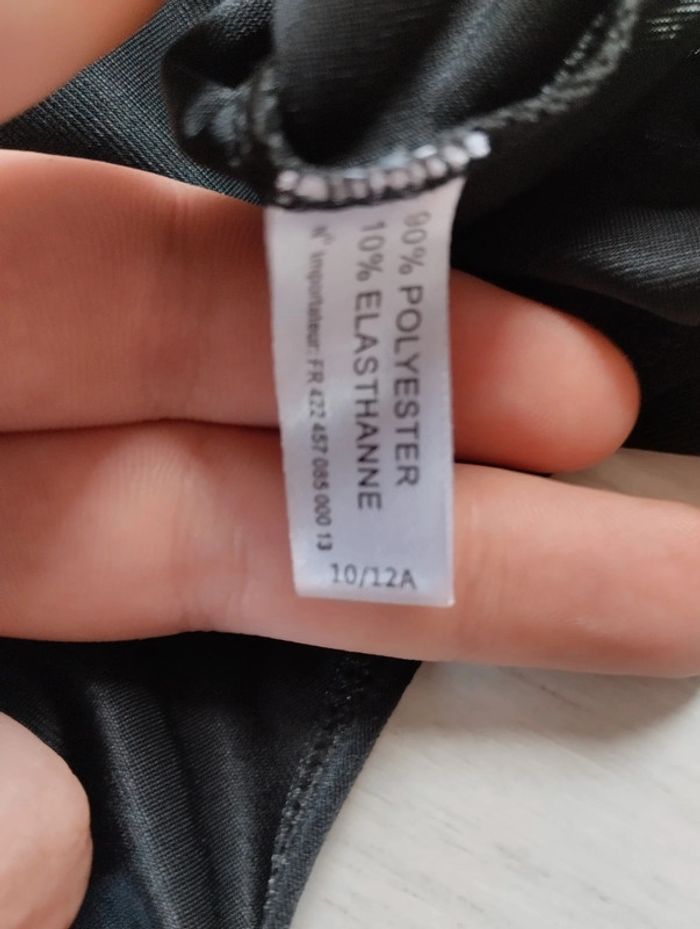 90% POLYESTER
10% ELASTHANNE
N° Importateur: FR 422 457 085 000 13
10/12A